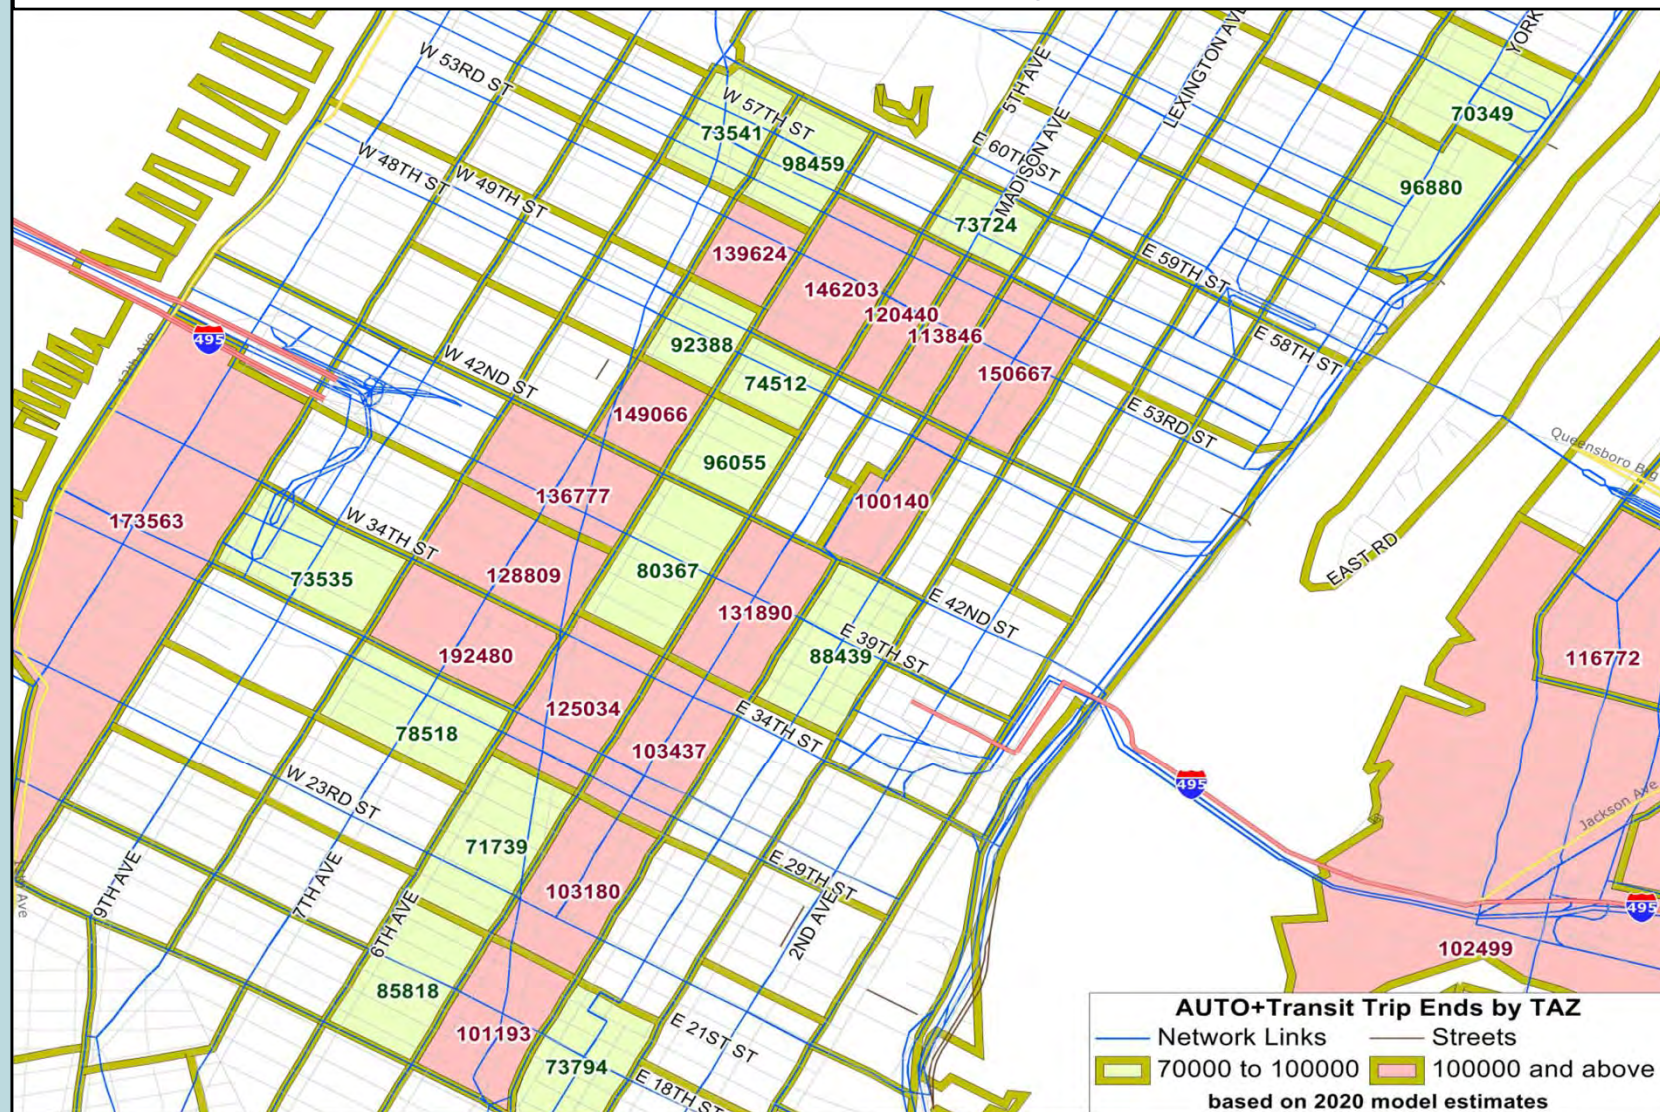 W 53RD ST
W 57TH ST
5TH AVE
LEXINGTON AVE
YORK
73541
98459
E 60TH ST
MADISON AVE
70349
96880
W 48TH ST
W 49TH ST
73724
139624
E 59TH ST
146203
120440
113846
495
12th Ave
92388
E 58TH ST
W 42ND ST
74512
150667
149066
E 53RD ST
96055
Queensboro Brg
136777
100140
173563
W 34TH ST
EAST RD
73535
128809
80367
131890
E 42ND ST
E 39TH ST
192480
88439
116772
125034
E 34TH ST
78518
103437
W 23RD ST
495
Jackson Ave
71739
9TH AVE
7TH AVE
103180
E 29TH ST
Ave
6TH AVE
2ND AVE
495
102499
85818
101193
E 21ST ST
73794
E 18TH ST
AUTO+Transit Trip Ends by TAZ
Network Links
Streets
70000 to 100000
100000 and above
based on 2020 model estimates